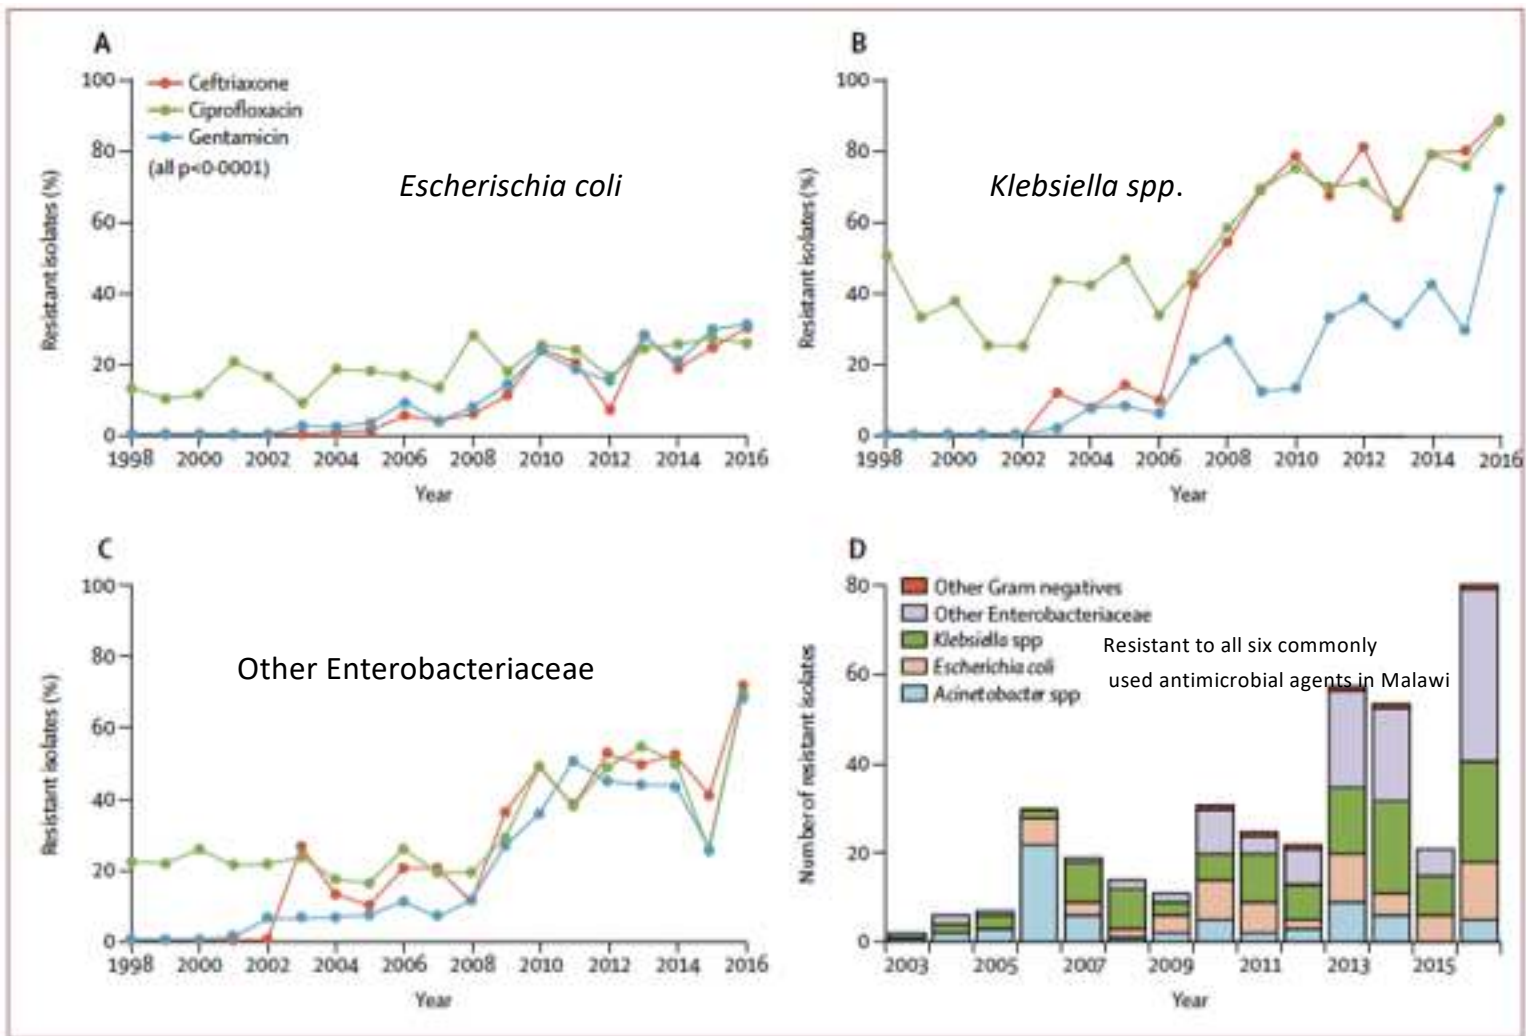 A
100
80
60
40
20
0
Resistant isolates (%)
Ceftriaxone
Ciprofloxacin
Gentamicin
(all p<0·0001)
Escherischia coli
1998 2000 2002 2004 2006 2008 2010 2012 2014 2016
Year
B
100
80
60
40
20
0
Resistant isolates (%)
Klebsiella spp.
1998 2000 2002 2004 2006 2008 2010 2012 2014 2016
Year
C
100
80
60
40
20
0
Resistant isolates (%)
Other Enterobacteriaceae
1998 2000 2002 2004 2006 2008 2010 2012 2014 2016
Year
D
80
60
40
20
0
Number of resistant isolates
Other Gram negatives
Other Enterobacteriaceae
Klebsiella spp
Escherichia coli
Acinetobacter spp
Resistant to all six commonly
used antimicrobial agents in Malawi
2003 2005 2007 2009 2011 2013 2015
Year